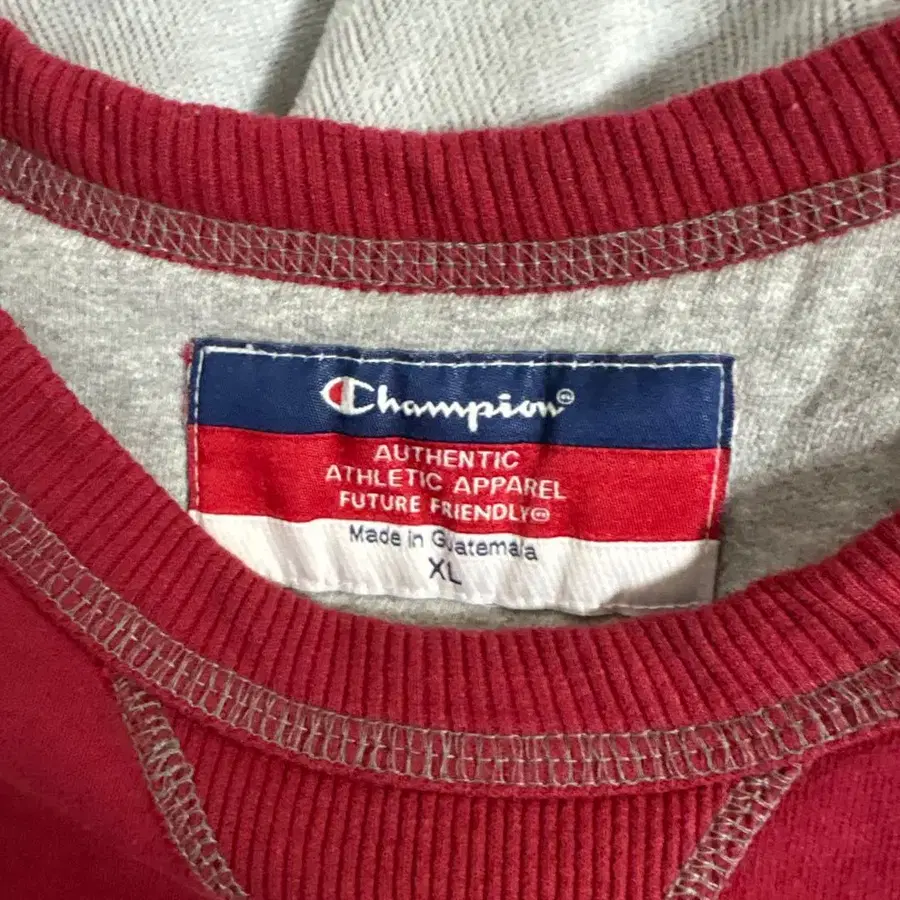 Champion®
AUTHENTIC
ATHLETIC APPAREL
FUTURE FRIENDLY
Made in Guatemala
XL